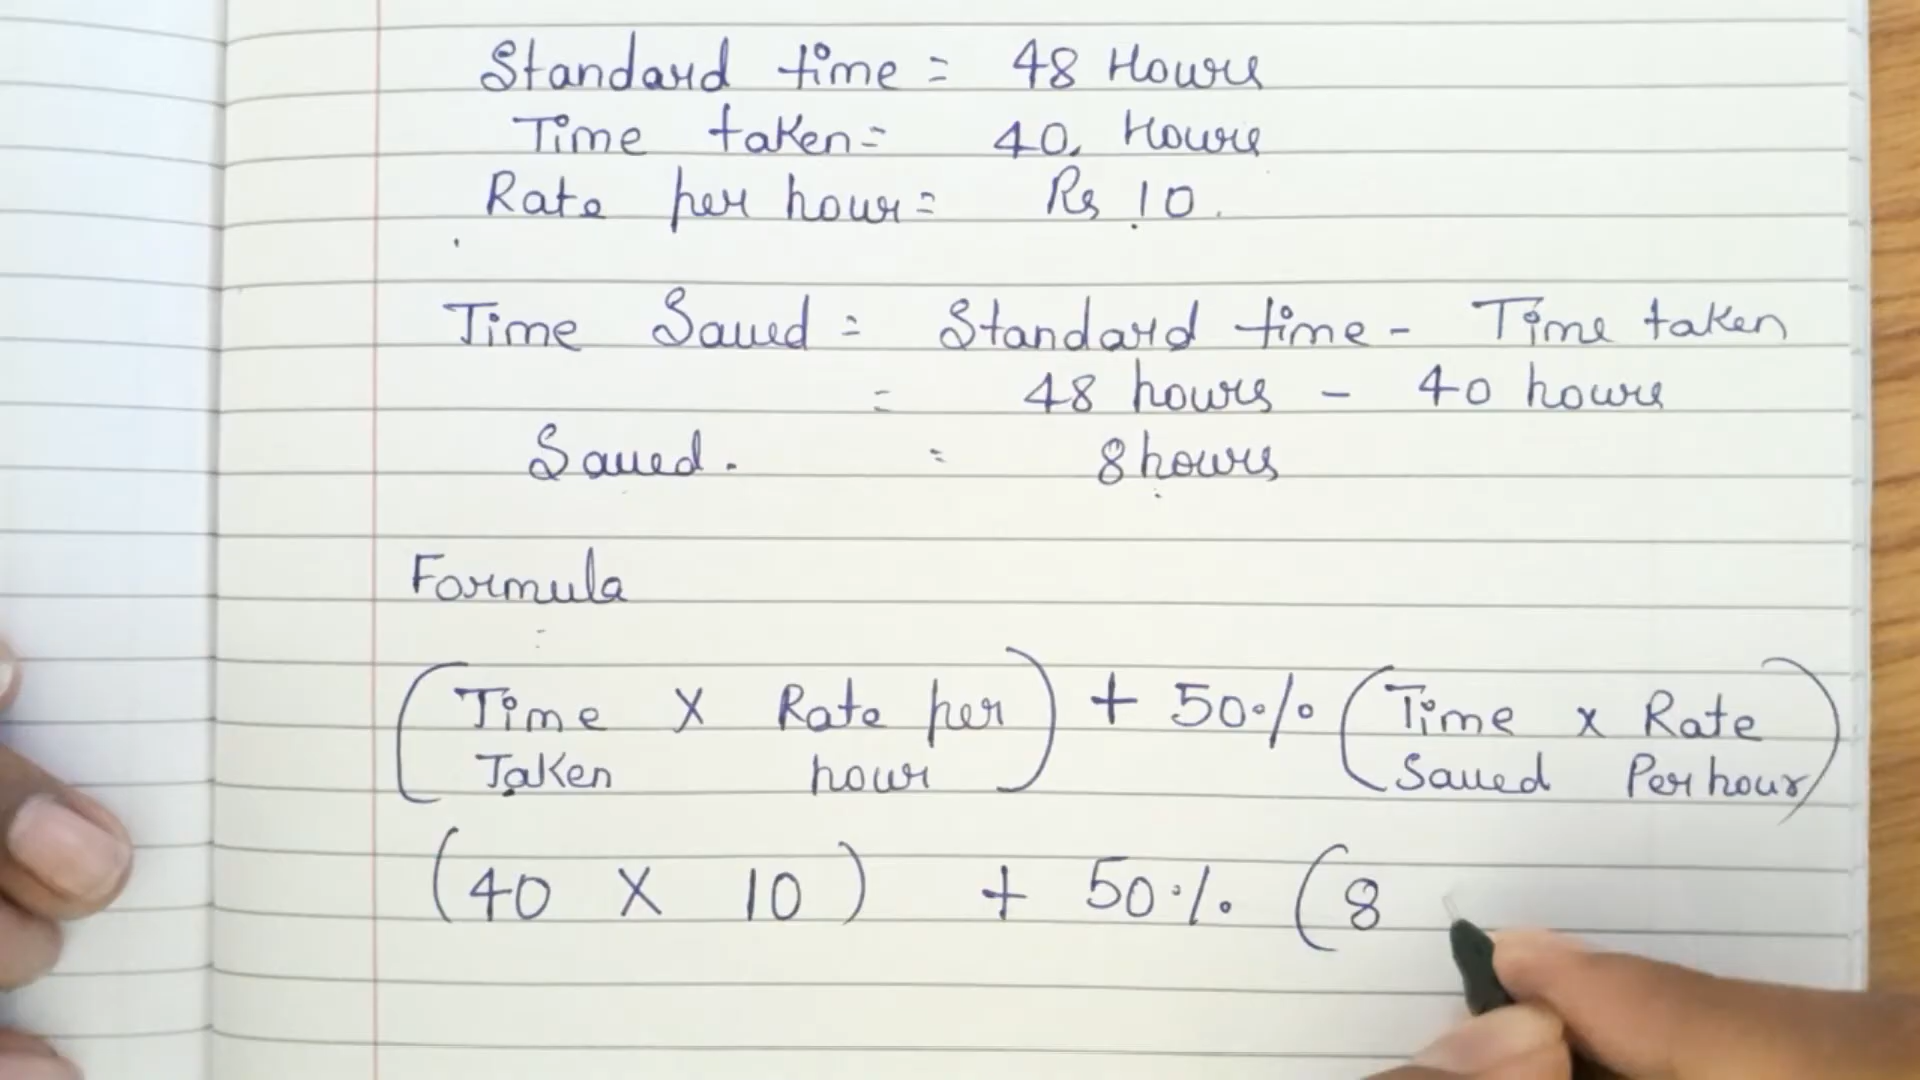 Standard time = 48 Hours
Time taken = 40. Hours
Rate per hour = Rs 10.
Time Saved = Standard time - Time taken
= 48 hours - 40 hours
Saved. = 8 hours
Formula
(Time X Rate per) + 50% (Time x Rate
Taken hour Saved Per hour)
(40 X 10) + 50% (8